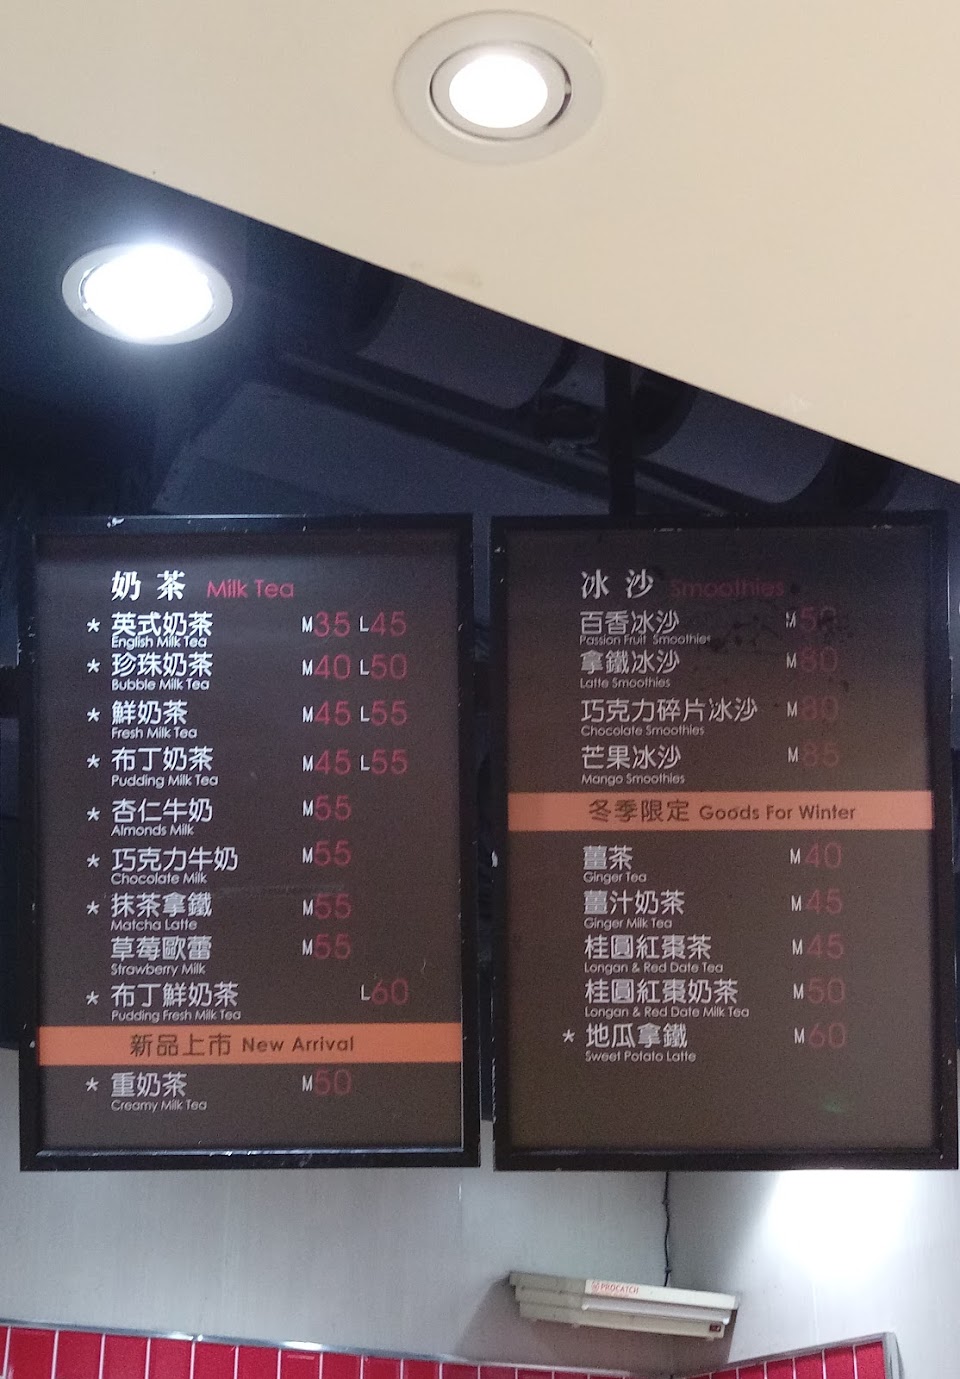 奶茶 Milk Tea
* 英式奶茶 M35 L45
English Milk Tea
* 珍珠奶茶 M40 L50
Bubble Milk Tea
* 鮮奶茶 M45 L55
Fresh Milk Tea
* 布丁奶茶 M45 L55
Pudding Milk Tea
* 杏仁牛奶 M55
Almonds Milk
* 巧克力牛奶 M55
Chocolate Milk
* 抹茶拿鐵 M55
Matcha Latte
草莓歐蕾 M55
Strawberry Milk
* 布丁鮮奶茶 L60
Pudding Fresh Milk Tea
新品上市 New Arrival
* 重奶茶 M50
Creamy Milk Tea
冰沙 Smoothies
百香冰沙 M
Passion Fruit Smoothies
拿鐵冰沙 M80
Latte Smoothies
巧克力碎片冰沙 M80
Chocolate Smoothies
芒果冰沙 M85
Mango Smoothies
冬季限定 Goods For Winter
薑茶 M40
Ginger Tea
薑汁奶茶 M45
Ginger Milk Tea
桂圓紅棗茶 M45
Longan & Red Date Tea
桂圓紅棗奶茶 M50
Longan & Red Date Milk Tea
* 地瓜拿鐵 M60
Sweet Potato Latte
PROCATCH